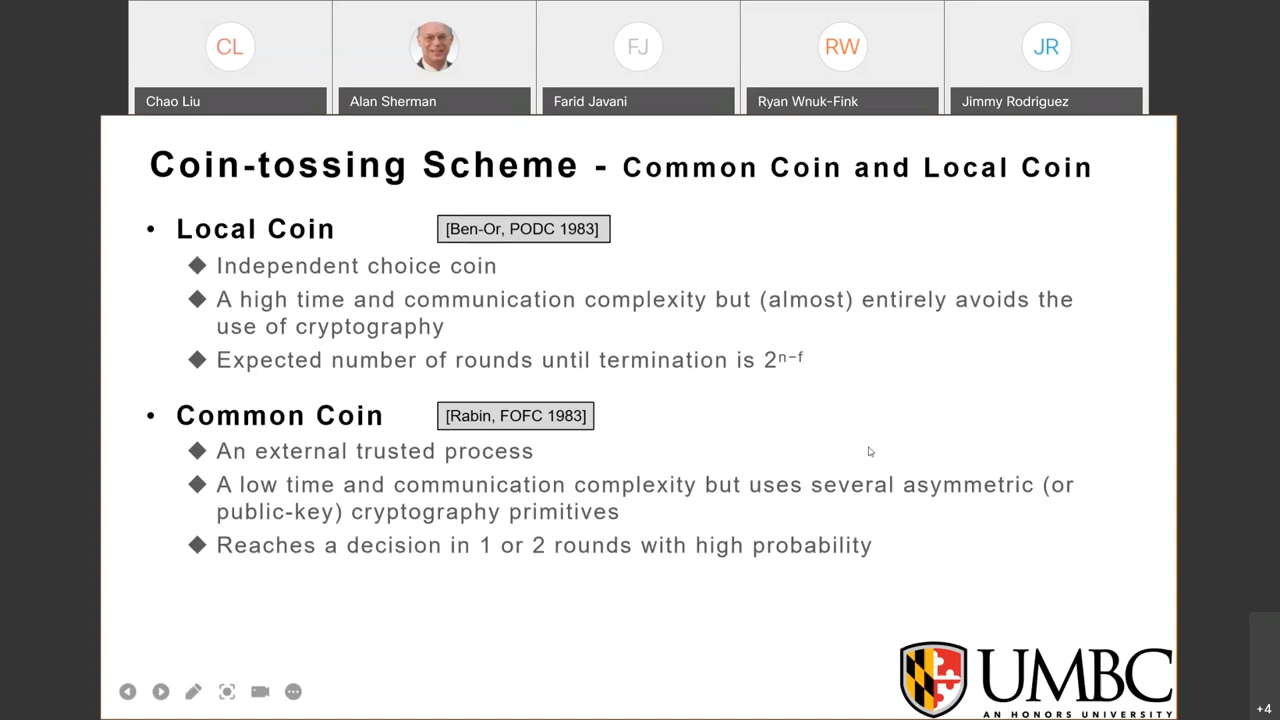 CL
FJ
RW
JR
Chao Liu
Alan Sherman
Farid Javani
Ryan Wnuk-Fink
Jimmy Rodriguez
Coin-tossing Scheme - Common Coin and Local Coin
• Local Coin [Ben-Or, PODC 1983]
◆ Independent choice coin
◆ A high time and communication complexity but (almost) entirely avoids the
use of cryptography
◆ Expected number of rounds until termination is 2ⁿ⁻ᶠ
• Common Coin [Rabin, FOFC 1983]
◆ An external trusted process
◆ A low time and communication complexity but uses several asymmetric (or
public-key) cryptography primitives
◆ Reaches a decision in 1 or 2 rounds with high probability
UMBC
AN HONORS UNIVERSITY
+4